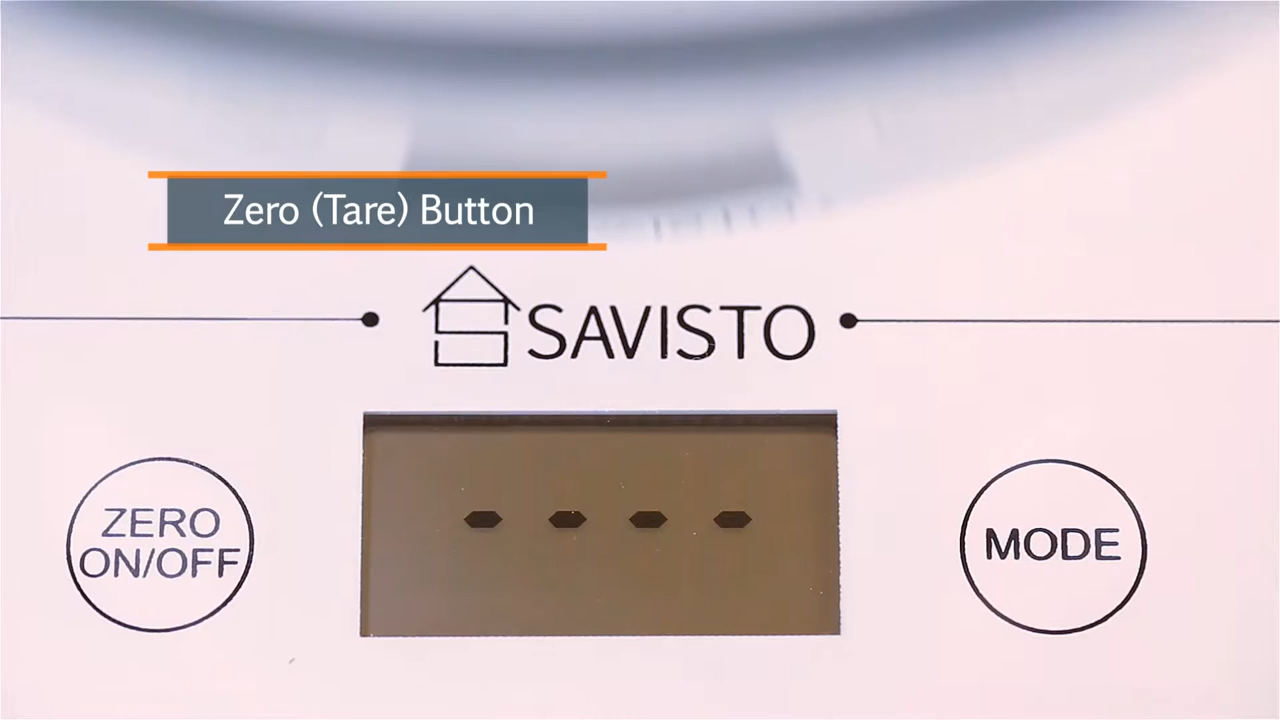 Zero (Tare) Button
SAVISTO
- - - -
ZERO
ON/OFF
MODE